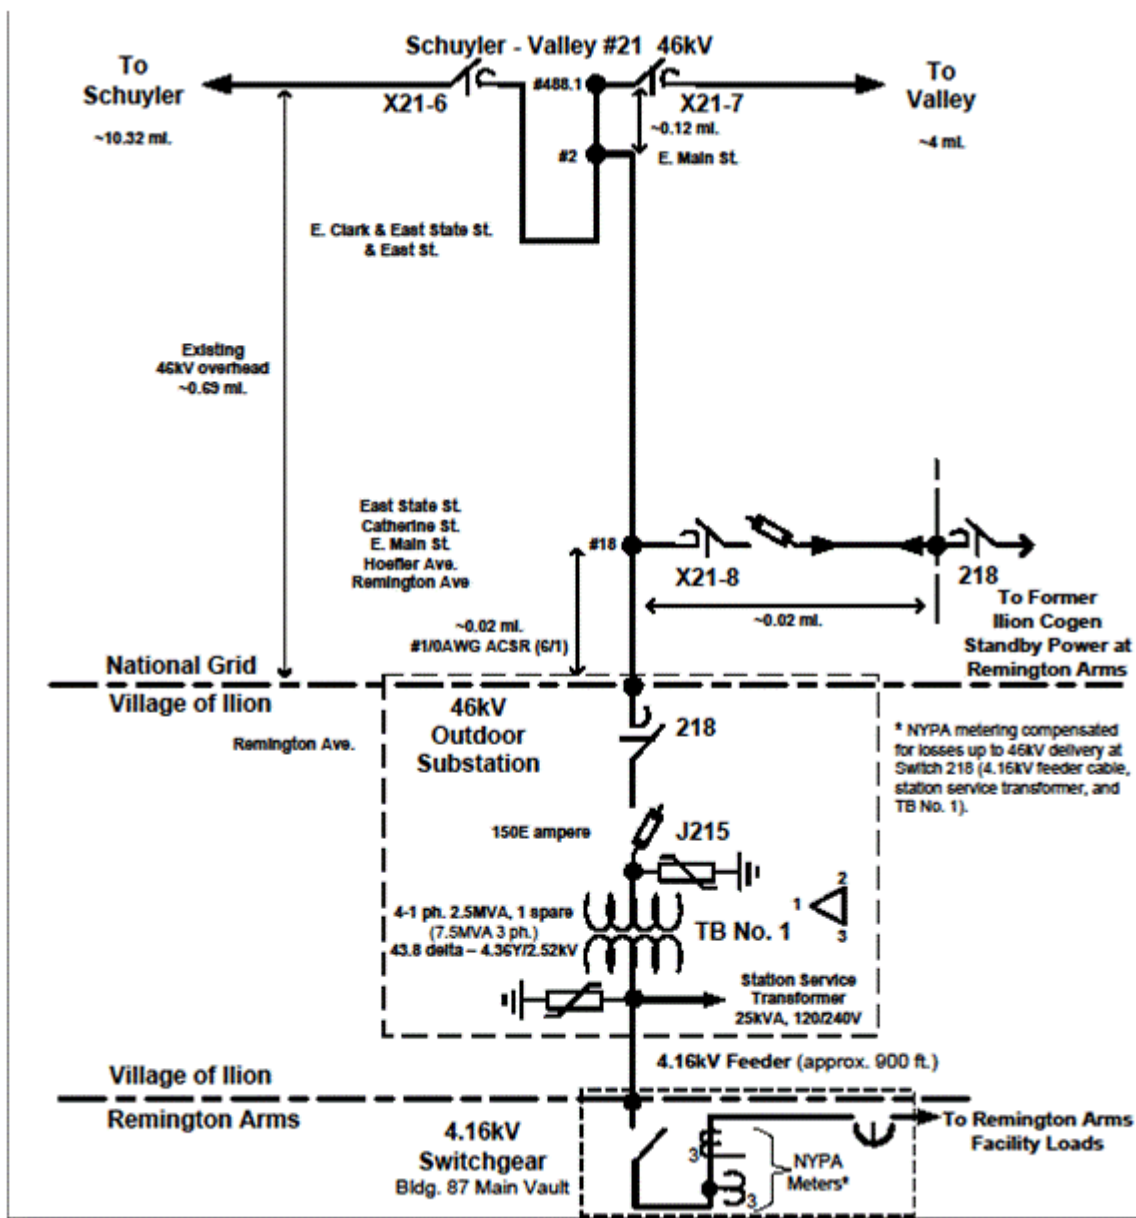 Schuyler - Valley #21 46kV
To
Schuyler
~10.32 mi.
X21-6
#488.1
X21-7
To
Valley
~4 mi.
~0.12 mi.
#2
E. Main St.
E. Clark & East State St.
& East St.
Existing
46kV overhead
~0.69 mi.
East State St.
Catherine St.
E. Main St.
Hoefler Ave.
Remington Ave
#18
X21-8
218
~0.02 mi.
To Former
Ilion Cogen
Standby Power at
Remington Arms
~0.02 mi.
#1/0AWG ACSR (6/1)
National Grid
Village of Ilion
Remington Ave.
46kV
Outdoor
Substation
218
* NYPA metering compensated
for losses up to 46kV delivery at
Switch 218 (4.16kV feeder cable,
station service transformer, and
TB No. 1).
150E ampere
J215
4-1 ph. 2.5MVA, 1 spare
(7.5MVA 3 ph.)
43.8 delta – 4.36Y/2.52kV
TB No. 1
1
2
3
Station Service
Transformer
25kVA, 120/240V
4.16kV Feeder (approx. 900 ft.)
Village of Ilion
Remington Arms
4.16kV
Switchgear
Bldg. 87 Main Vault
3
3
NYPA
Meters*
To Remington Arms
Facility Loads